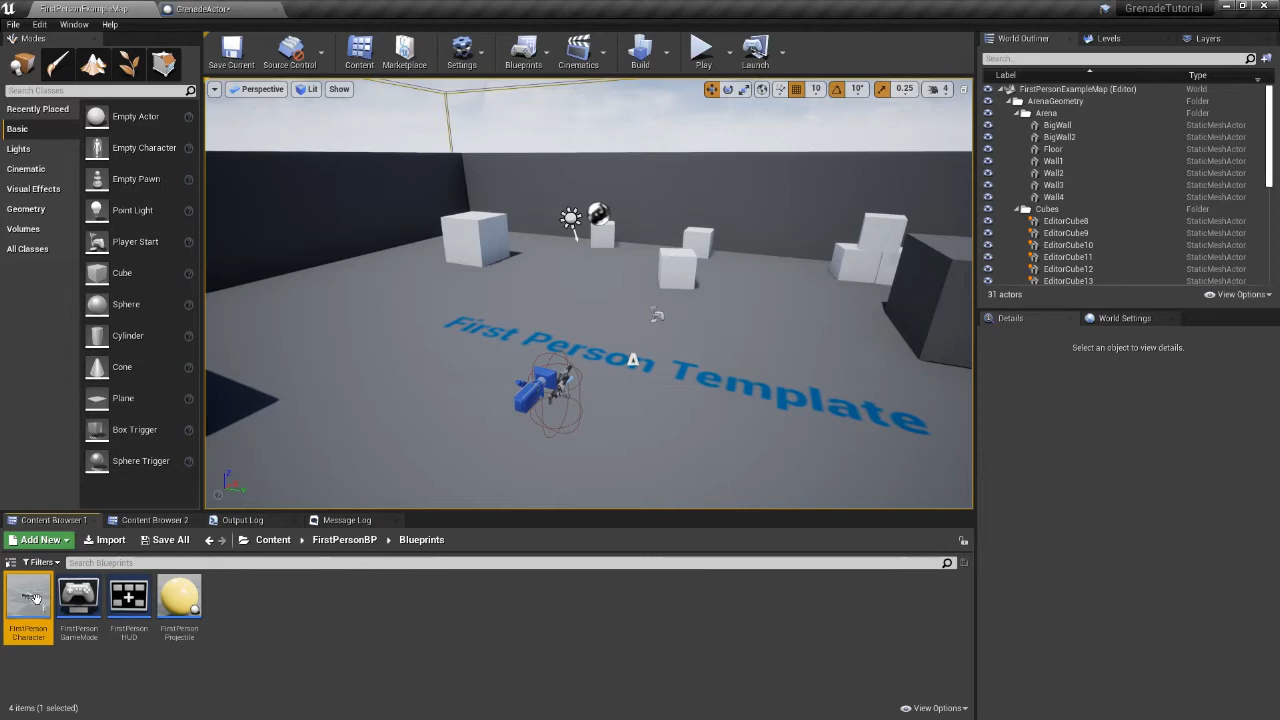 FirstPersonExampleMap
GrenadeActor*
GrenadeTutorial
File Edit Window Help
Modes
Search Classes
Recently Placed
Basic
Lights
Cinematic
Visual Effects
Geometry
Volumes
All Classes
Empty Actor
Empty Character
Empty Pawn
Point Light
Player Start
Cube
Sphere
Cylinder
Cone
Plane
Box Trigger
Sphere Trigger
Save Current
Source Control
Content
Marketplace
Settings
Blueprints
Cinematics
Build
Play
Launch
Perspective
Lit
Show
10
10°
0.25
4
First Person Template
World Outliner
Levels
Layers
Search...
Label
Type
FirstPersonExampleMap (Editor) World
ArenaGeometry Folder
Arena Folder
BigWall StaticMeshActor
BigWall2 StaticMeshActor
Floor StaticMeshActor
Wall1 StaticMeshActor
Wall2 StaticMeshActor
Wall3 StaticMeshActor
Wall4 StaticMeshActor
Cubes Folder
EditorCube8 StaticMeshActor
EditorCube9 StaticMeshActor
EditorCube10 StaticMeshActor
EditorCube11 StaticMeshActor
EditorCube12 StaticMeshActor
EditorCube13 StaticMeshActor
31 actors
View Options
Details
World Settings
Select an object to view details.
Content Browser 1
Content Browser 2
Output Log
Message Log
Add New
Import
Save All
Content
FirstPersonBP
Blueprints
Filters
Search Blueprints
FirstPerson
Character
FirstPerson
GameMode
FirstPerson
HUD
FirstPerson
Projectile
4 items (1 selected)
View Options